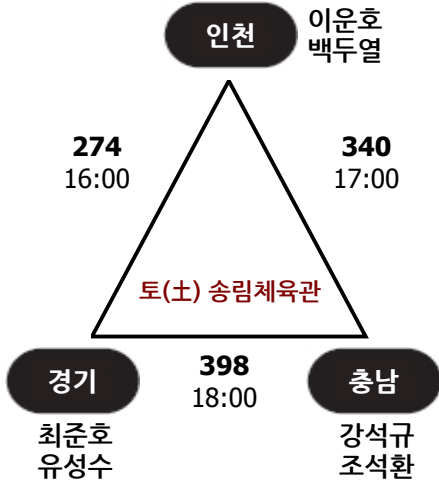 인천
이운호
백두열
274
16:00
340
17:00
토(土) 송림체육관
경기
398
18:00
충남
최준호
유성수
강석규
조석환